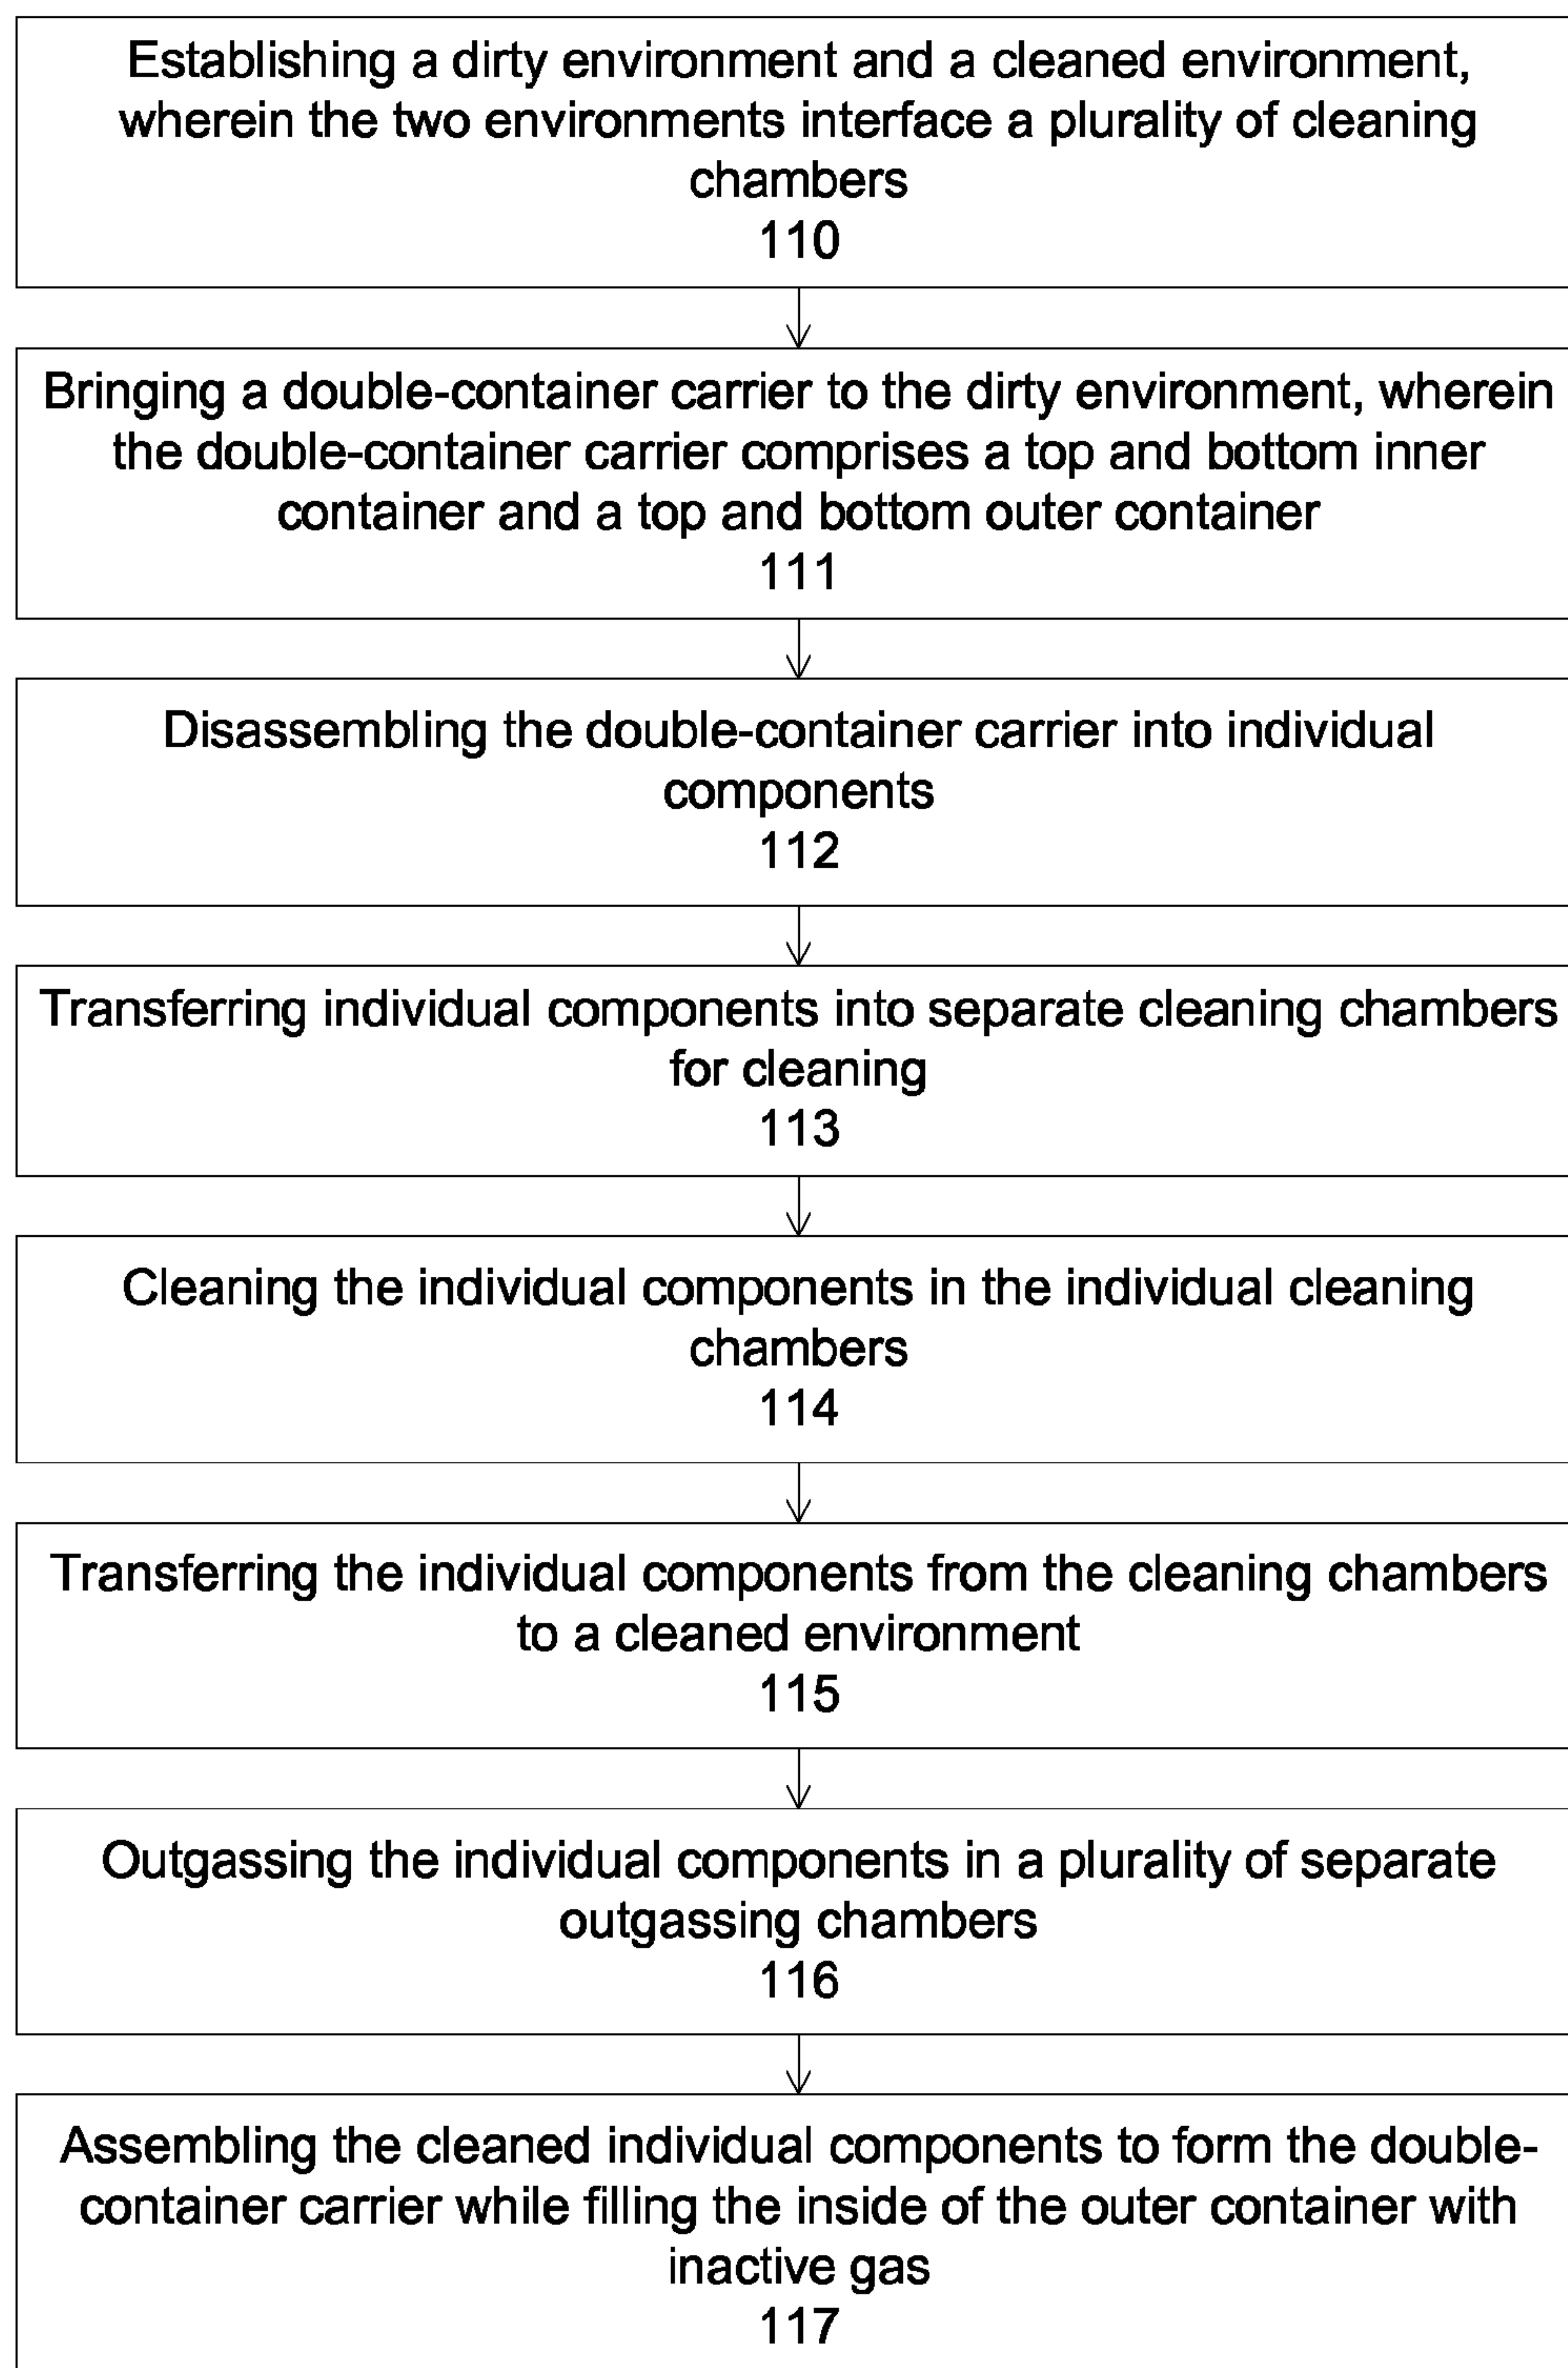 Establishing a dirty environment and a cleaned environment,
wherein the two environments interface a plurality of cleaning
chambers
110
Bringing a double-container carrier to the dirty environment, wherein
the double-container carrier comprises a top and bottom inner
container and a top and bottom outer container
111
Disassembling the double-container carrier into individual
components
112
Transferring individual components into separate cleaning chambers
for cleaning
113
Cleaning the individual components in the individual cleaning
chambers
114
Transferring the individual components from the cleaning chambers
to a cleaned environment
115
Outgassing the individual components in a plurality of separate
outgassing chambers
116
Assembling the cleaned individual components to form the double-
container carrier while filling the inside of the outer container with
inactive gas
117